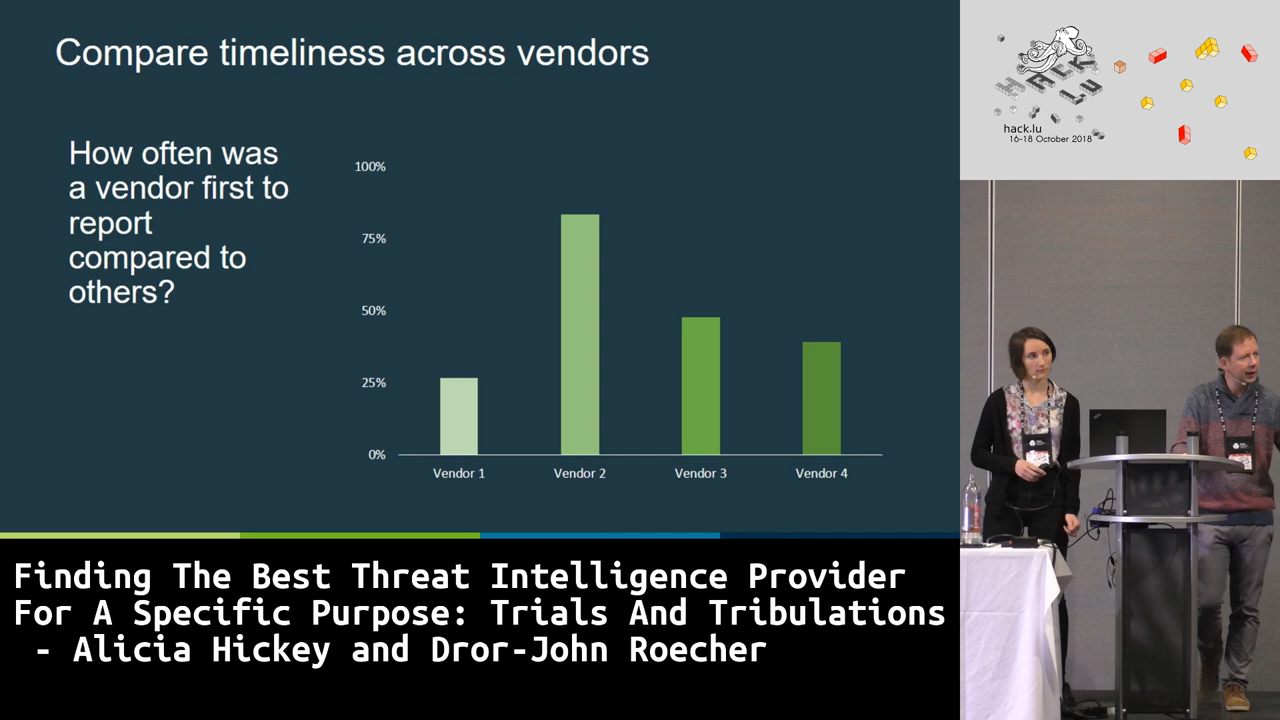 Compare timeliness across vendors
How often was
a vendor first to
report
compared to
others?
100%
75%
50%
25%
0%
Vendor 1
Vendor 2
Vendor 3
Vendor 4
HACK
LU
hack.lu
16-18 October 2018
Finding The Best Threat Intelligence Provider
For A Specific Purpose: Trials And Tribulations
- Alicia Hickey and Dror-John Roecher